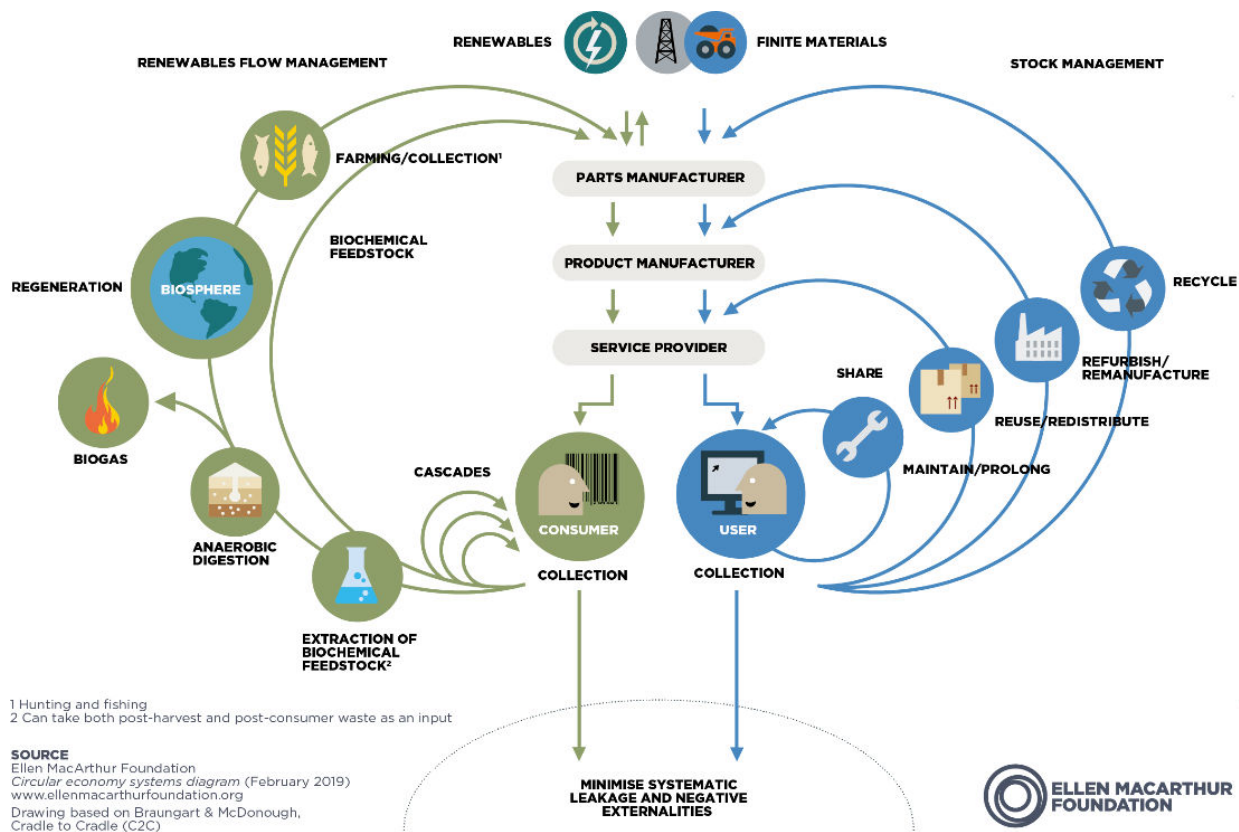 RENEWABLES
FINITE MATERIALS
RENEWABLES FLOW MANAGEMENT
STOCK MANAGEMENT
FARMING/COLLECTION¹
PARTS MANUFACTURER
BIOCHEMICAL
FEEDSTOCK
PRODUCT MANUFACTURER
REGENERATION
BIOSPHERE
RECYCLE
SERVICE PROVIDER
SHARE
REFURBISH/
REMANUFACTURE
REUSE/REDISTRIBUTE
BIOGAS
CASCADES
MAINTAIN/PROLONG
CONSUMER
USER
ANAEROBIC
DIGESTION
COLLECTION
COLLECTION
EXTRACTION OF
BIOCHEMICAL
FEEDSTOCK²
1 Hunting and fishing
2 Can take both post-harvest and post-consumer waste as an input
SOURCE
Ellen MacArthur Foundation
Circular economy systems diagram (February 2019)
www.ellenmacarthurfoundation.org
Drawing based on Braungart & McDonough,
Cradle to Cradle (C2C)
MINIMISE SYSTEMATIC
LEAKAGE AND NEGATIVE
EXTERNALITIES
ELLEN MACARTHUR
FOUNDATION